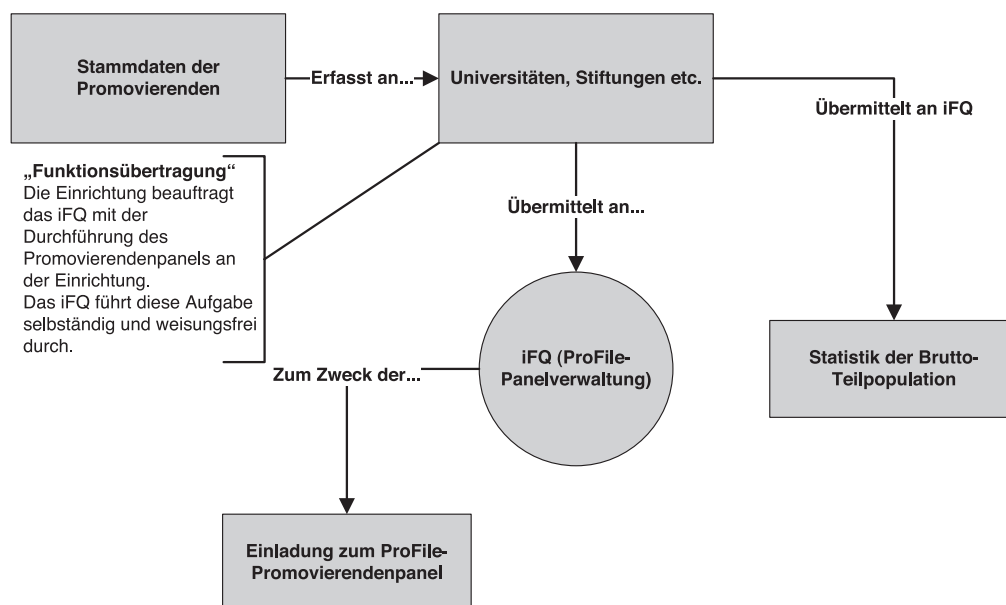 Stammdaten der
Promovierenden
Erfasst an...
Universitäten, Stiftungen etc.
Übermittelt an iFQ
„Funktionsübertragung“
Die Einrichtung beauftragt
das iFQ mit der
Durchführung des
Promovierendenpanels an
der Einrichtung.
Das iFQ führt diese Aufgabe
selbständig und weisungsfrei
durch.
Übermittelt an...
iFQ (ProFile-
Panelverwaltung)
Zum Zweck der...
Statistik der Brutto-
Teilpopulation
Einladung zum ProFile-
Promovierendenpanel